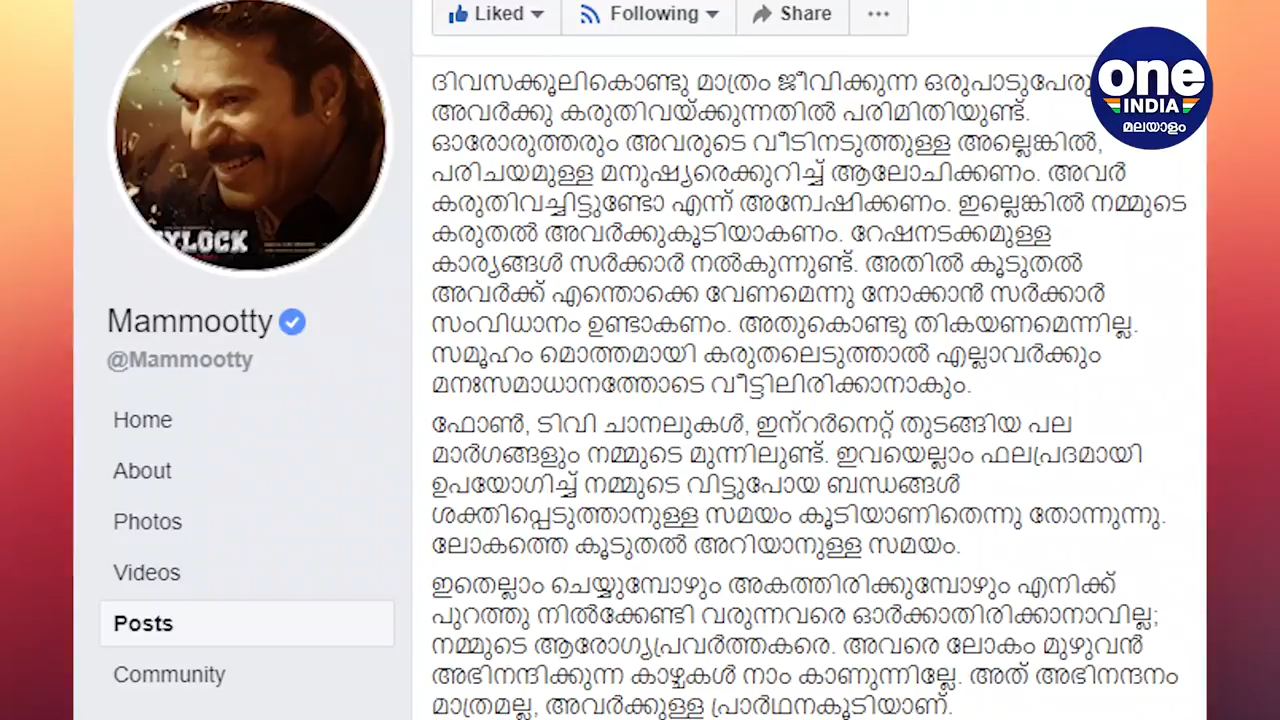 Liked
Following
Share
one
INDIA
മലയാളം
YLOCK
Mammootty
@Mammootty
Home
About
Photos
Videos
Posts
Community
ദിവസക്കൂലികൊണ്ടു മാത്രം ജീവിക്കുന്ന ഒരുപാടുപേരു
അവർക്കു കരുതിവയ്ക്കുന്നതിൽ പരിമിതിയുണ്ട്.
ഓരോരുത്തരും അവരുടെ വീടിനടുത്തുള്ള അല്ലെങ്കിൽ,
പരിചയമുള്ള മനുഷ്യരെക്കുറിച്ച് ആലോചിക്കണം. അവർ
കരുതിവച്ചിട്ടുണ്ടോ എന്ന് അന്വേഷിക്കണം. ഇല്ലെങ്കിൽ നമ്മുടെ
കരുതൽ അവർക്കുകൂടിയാകണം. റേഷനടക്കമുള്ള
കാര്യങ്ങൾ സർക്കാർ നൽകുന്നുണ്ട്. അതിൽ കൂടുതൽ
അവർക്ക് എന്തൊക്കെ വേണമെന്നു നോക്കാൻ സർക്കാർ
സംവിധാനം ഉണ്ടാകണം. അതുകൊണ്ടു തികയണമെന്നില്ല.
സമൂഹം മൊത്തമായി കരുതലെടുത്താൽ എല്ലാവർക്കും
മനഃസമാധാനത്തോടെ വീട്ടിലിരിക്കാനാകും.
ഫോൺ, ടിവി ചാനലുകൾ, ഇന്റർനെറ്റ് തുടങ്ങിയ പല
മാർഗങ്ങളും നമ്മുടെ മുന്നിലുണ്ട്. ഇവയെല്ലാം ഫലപ്രദമായി
ഉപയോഗിച്ച് നമ്മുടെ വിട്ടുപോയ ബന്ധങ്ങൾ
ശക്തിപ്പെടുത്താനുള്ള സമയം കൂടിയാണിതെന്നു തോന്നുന്നു.
ലോകത്തെ കൂടുതൽ അറിയാനുള്ള സമയം.
ഇതെല്ലാം ചെയ്യുമ്പോഴും അകത്തിരിക്കുമ്പോഴും എനിക്ക്
പുറത്തു നിൽക്കേണ്ടി വരുന്നവരെ ഓർക്കാതിരിക്കാനാവില്ല;
നമ്മുടെ ആരോഗ്യപ്രവർത്തകരെ. അവരെ ലോകം മുഴുവൻ
അഭിനന്ദിക്കുന്ന കാഴ്ചകൾ നാം കാണുന്നില്ലേ. അത് അഭിനന്ദനം
മാത്രമല്ല, അവർക്കുള്ള പ്രാർഥനകൂടിയാണ്.